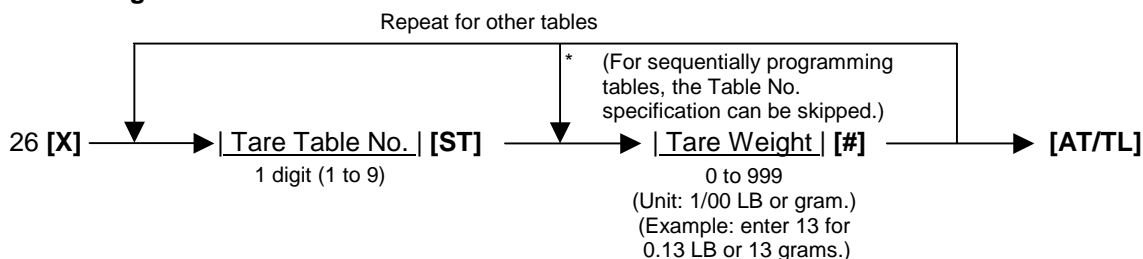 Repeat for other tables
* (For sequentially programming
tables, the Table No.
specification can be skipped.)
26 [X] | Tare Table No. | [ST] | Tare Weight | [#] [AT/TL]
1 digit (1 to 9)
0 to 999
(Unit: 1/00 LB or gram.)
(Example: enter 13 for
0.13 LB or 13 grams.)